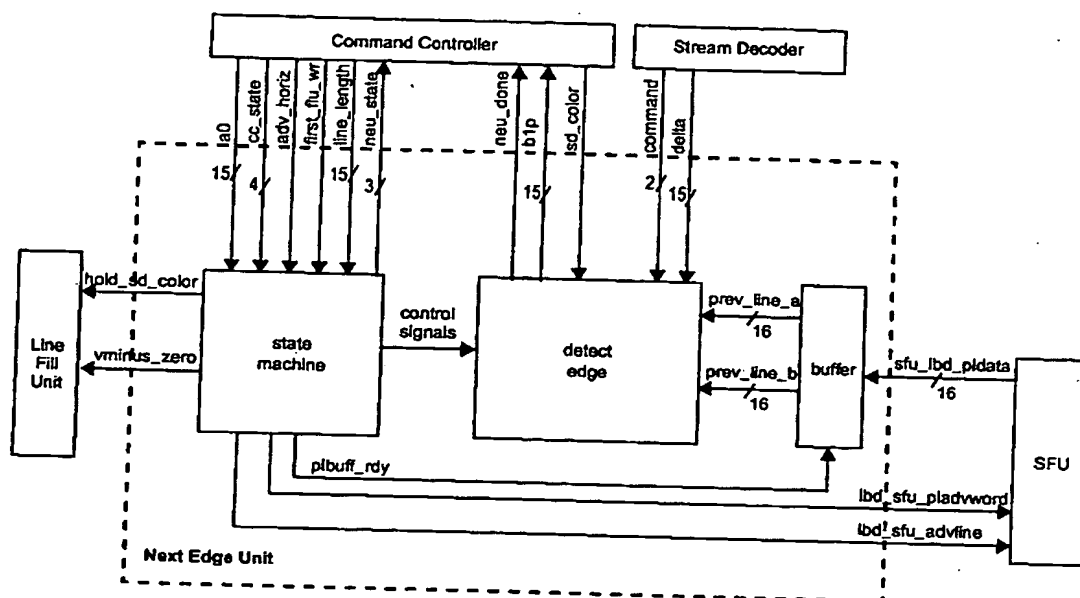 Command Controller
Stream Decoder
a0
cc_state
adv_horiz
first_flu_wr
line_length
neu_state
neu_done
b1p
sd_color
command
delta
15
4
15
3
15
2
15
hold_sd_color
vminus_zero
Line
Fill
Unit
state
machine
control
signals
detect
edge
prev_line_a
16
prev_line_b
16
buffer
sfu_lbd_pldata
16
SFU
plbuff_rdy
lbd_sfu_pladvword
lbd_sfu_advline
Next Edge Unit